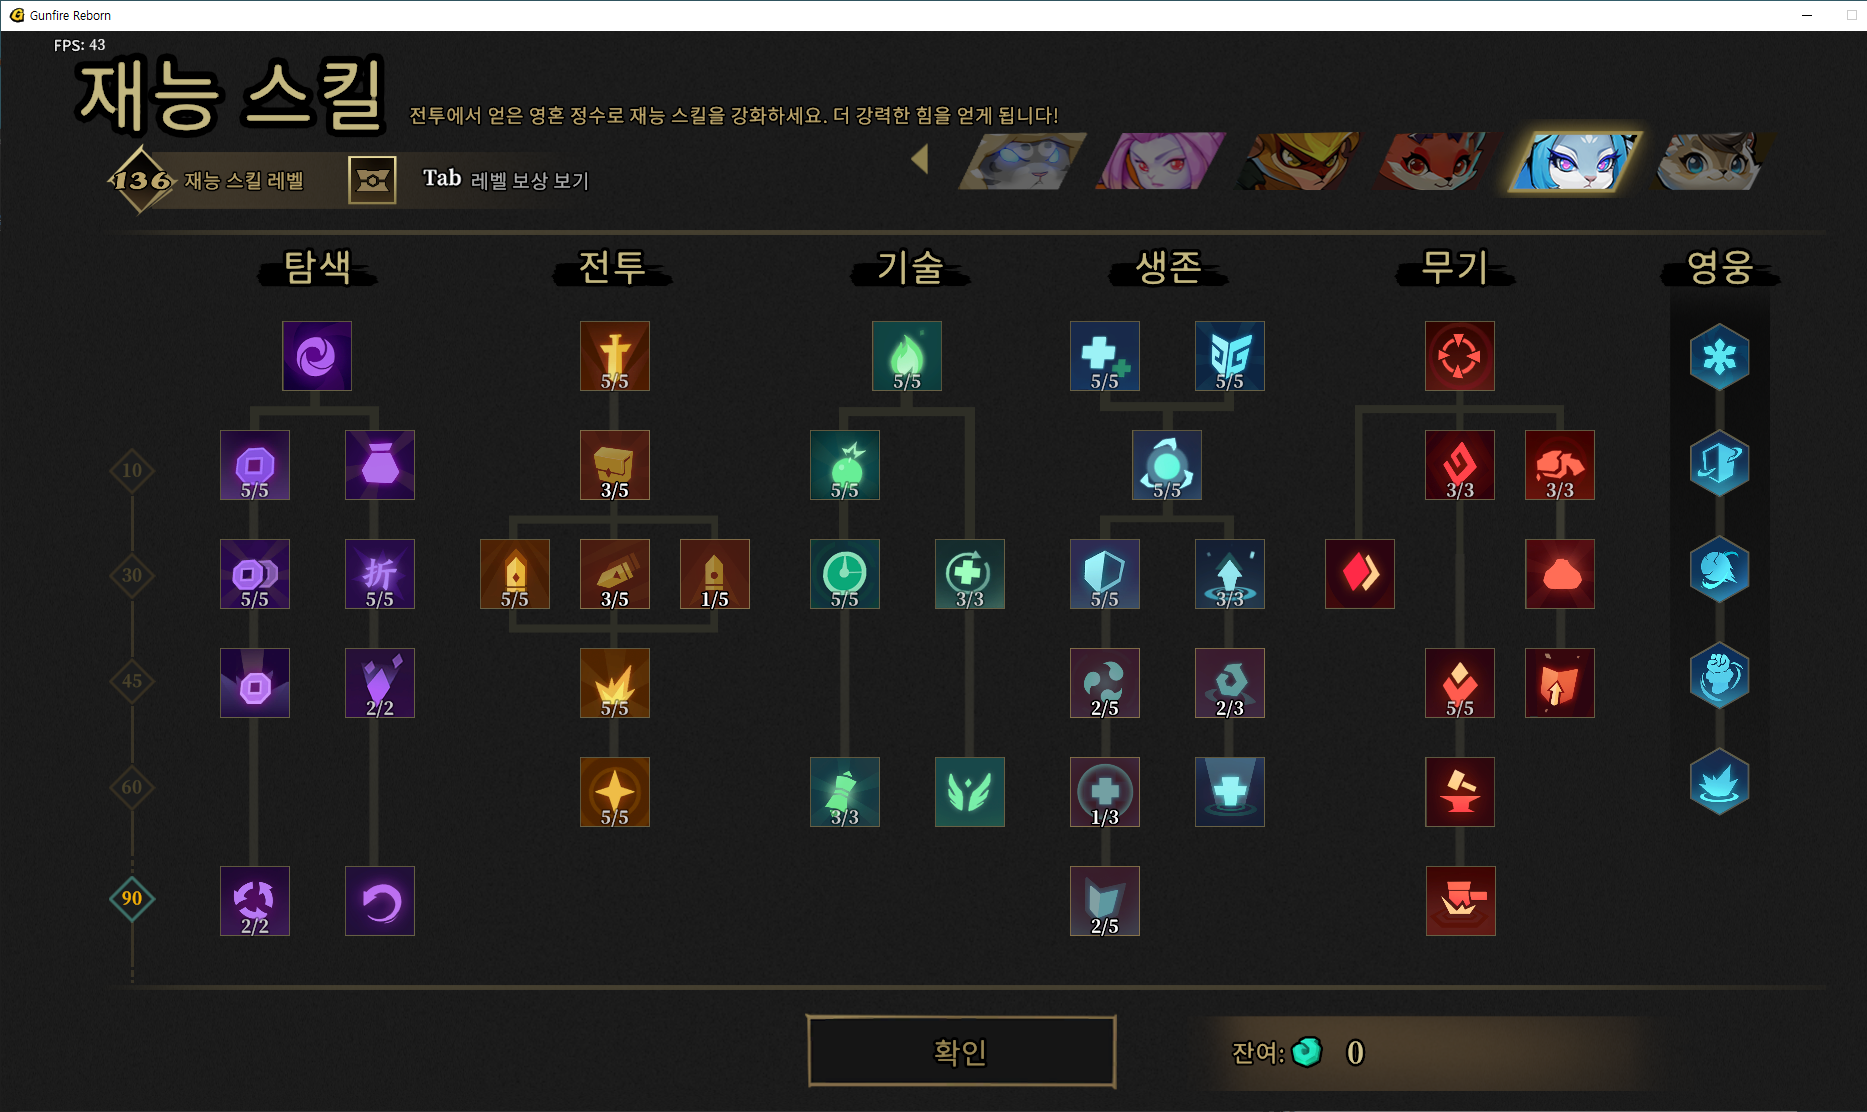 Gunfire Reborn
FPS: 43
재능 스킬
전투에서 얻은 영혼 정수로 재능 스킬을 강화하세요. 더 강력한 힘을 얻게 됩니다!
136 재능 스킬 레벨 Tab 레벨 보상 보기
탐색 전투 기술 생존 무기 영웅
5/5 5/5 5/5 5/5
10 5/5 3/5 5/5 5/5 3/3 3/3
30 5/5 折 5/5 5/5 3/5 1/5 5/5 3/3 5/5 3/3
45 2/2 5/5 2/5 2/3 5/5
60 5/5 3/3 1/3
90 2/2 2/5
확인 잔여: 0